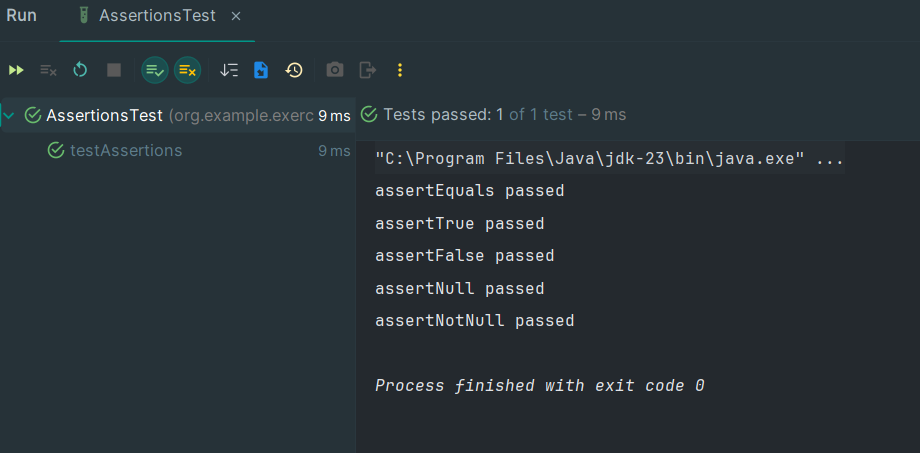 Run AssertionsTest ×
AssertionsTest (org.example.exerc 9 ms
testAssertions 9 ms
Tests passed: 1 of 1 test – 9 ms
"C:\Program Files\Java\jdk-23\bin\java.exe" ...
assertEquals passed
assertTrue passed
assertFalse passed
assertNull passed
assertNotNull passed
Process finished with exit code 0